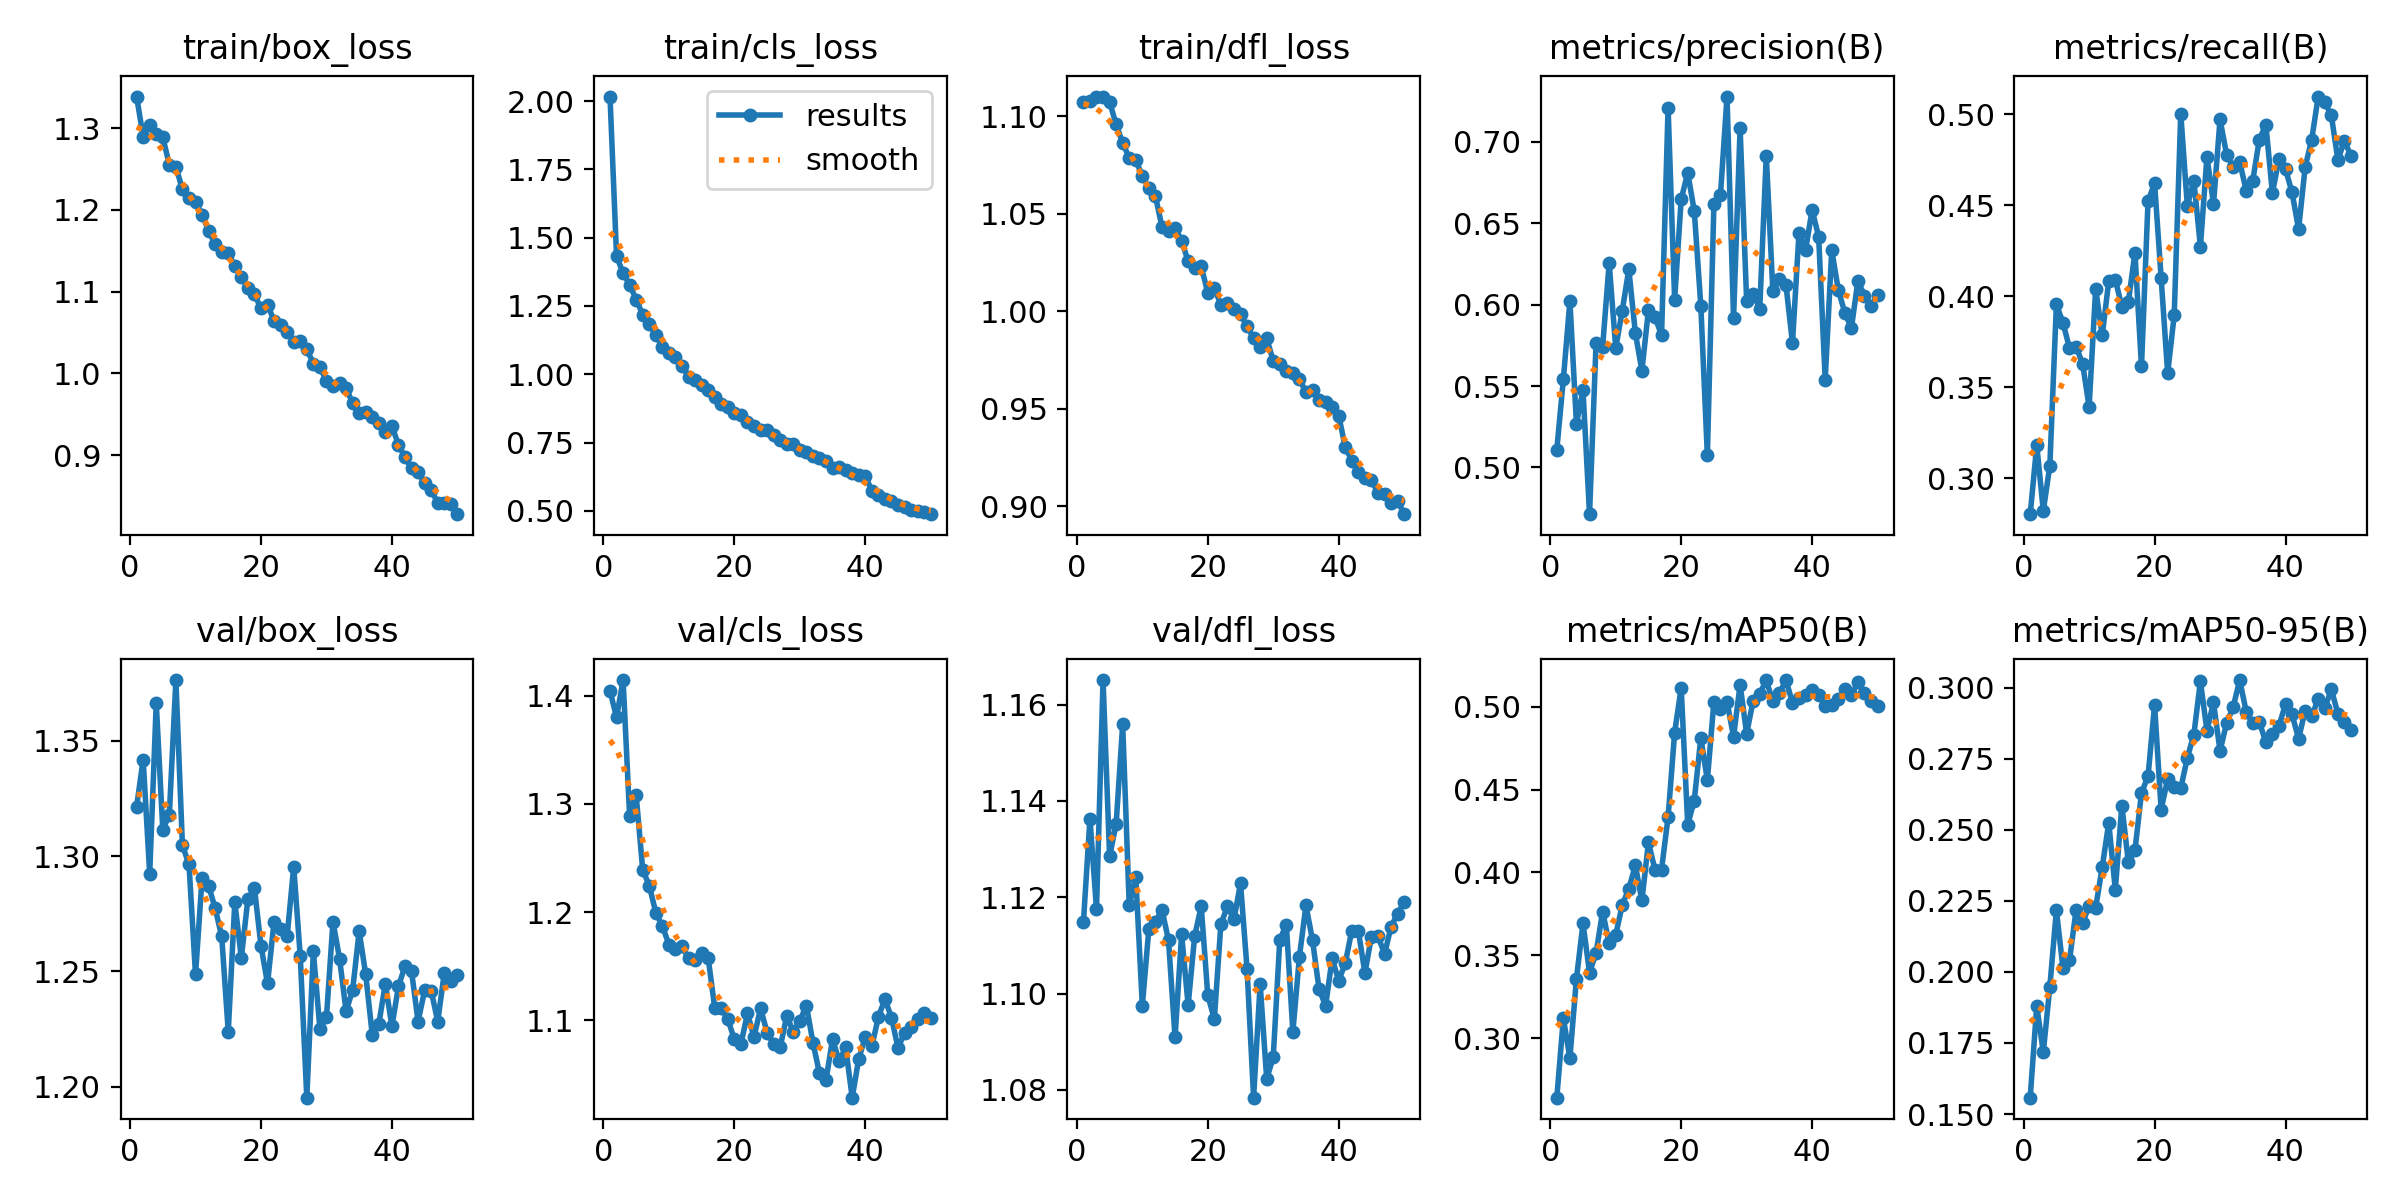 train/box_loss
1.3
1.2
1.1
1.0
0.9
0 20 40
train/cls_loss
results
smooth
2.00
1.75
1.50
1.25
1.00
0.75
0.50
0 20 40
train/dfl_loss
1.10
1.05
1.00
0.95
0.90
0 20 40
metrics/precision(B)
0.70
0.65
0.60
0.55
0.50
0 20 40
metrics/recall(B)
0.50
0.45
0.40
0.35
0.30
0 20 40
val/box_loss
1.35
1.30
1.25
1.20
0 20 40
val/cls_loss
1.4
1.3
1.2
1.1
0 20 40
val/dfl_loss
1.16
1.14
1.12
1.10
1.08
0 20 40
metrics/mAP50(B)
0.50
0.45
0.40
0.35
0.30
0 20 40
metrics/mAP50-95(B)
0.300
0.275
0.250
0.225
0.200
0.175
0.150
0 20 40